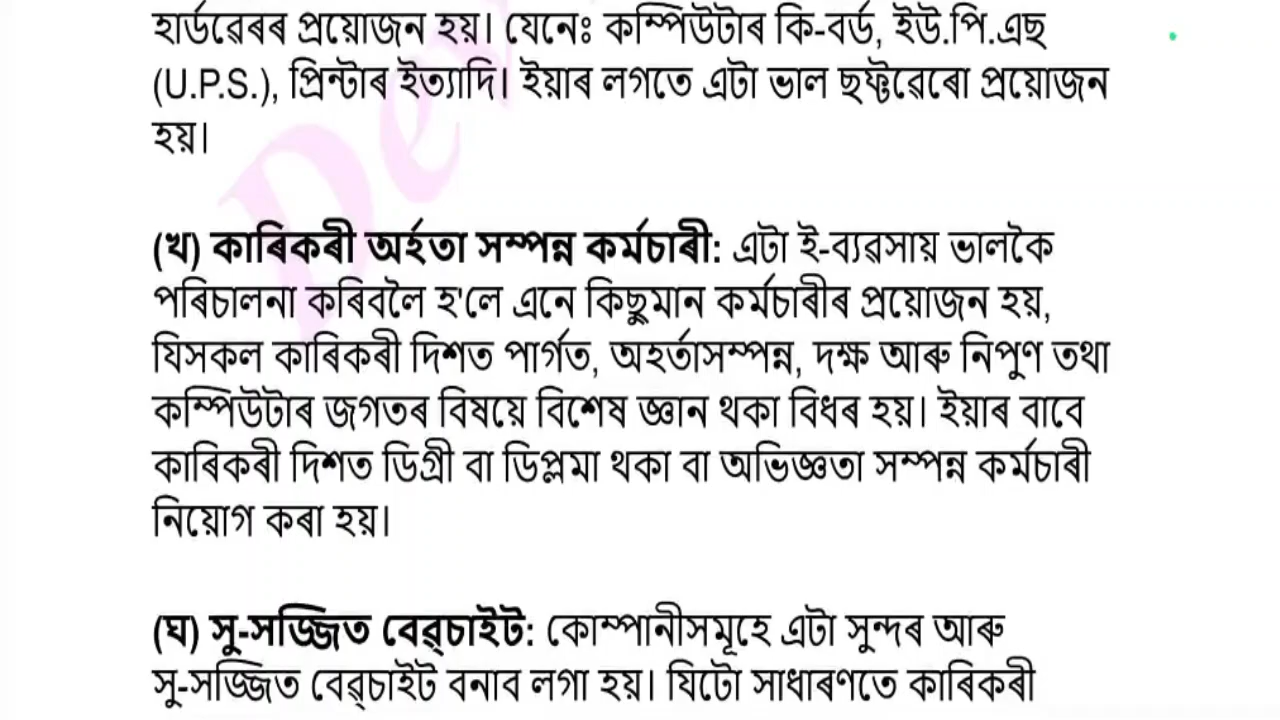 হাৰ্ডৱেৰৰ প্ৰয়োজন হয়। যেনেঃ কম্পিউটাৰ কি-বৰ্ড, ইউ.পি.এছ
(U.P.S.), প্ৰিন্টাৰ ইত্যাদি। ইয়াৰ লগতে এটা ভাল ছফ্টৱেৰো প্ৰয়োজন
হয়।
(খ) কাৰিকৰী অৰ্হতা সম্পন্ন কৰ্মচাৰী: এটা ই-ব্যৱসায় ভালকৈ
পৰিচালনা কৰিবলৈ হ'লে এনে কিছুমান কৰ্মচাৰীৰ প্ৰয়োজন হয়,
যিসকল কাৰিকৰী দিশত পাৰ্গত, অহৰ্তাসম্পন্ন, দক্ষ আৰু নিপুণ তথা
কম্পিউটাৰ জগতৰ বিষয়ে বিশেষ জ্ঞান থকা বিধৰ হয়। ইয়াৰ বাবে
কাৰিকৰী দিশত ডিগ্ৰী বা ডিপ্লমা থকা বা অভিজ্ঞতা সম্পন্ন কৰ্মচাৰী
নিয়োগ কৰা হয়।
(ঘ) সু-সজ্জিত বেৱ্চাইট: কোম্পানীসমূহে এটা সুন্দৰ আৰু
সু-সজ্জিত বেৱ্চাইট বনাব লগা হয়। যিটো সাধাৰণতে কাৰিকৰী